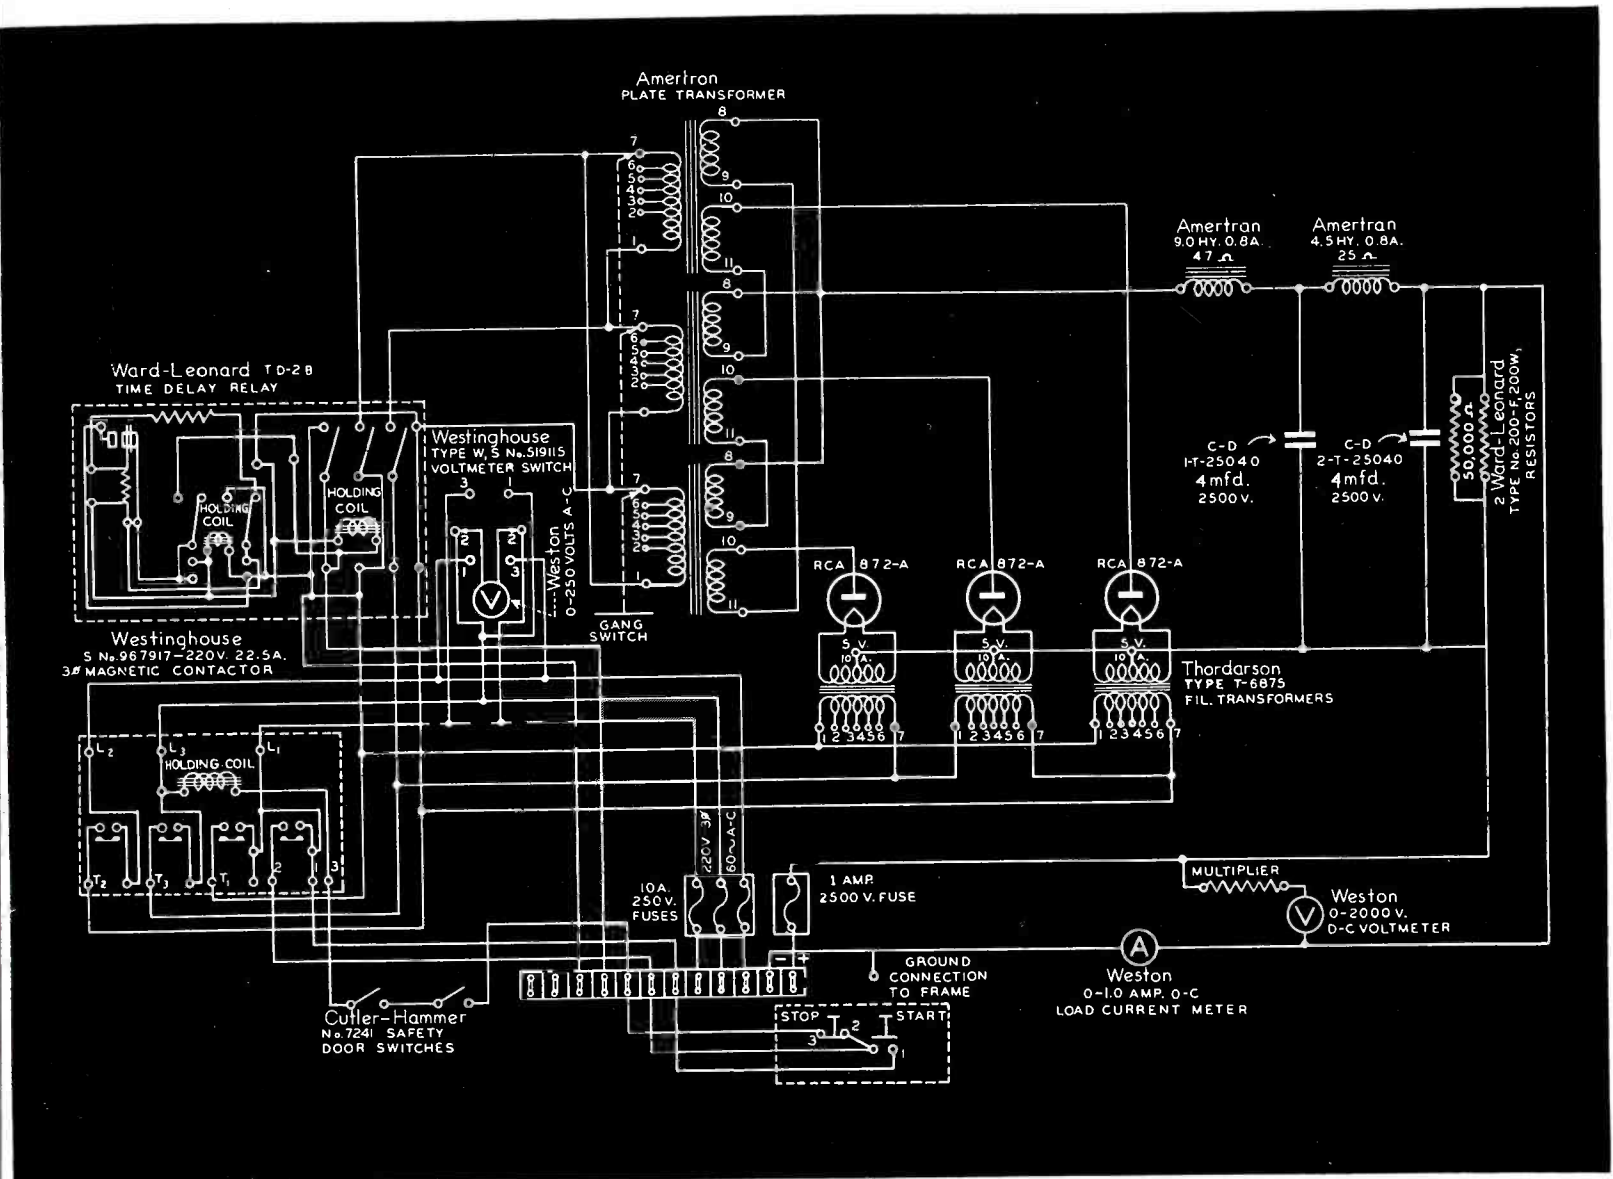 Amertron
PLATE TRANSFORMER
8
7
6
5
4
3
2
1
9
10
11
8
7
6
5
4
3
2
9
10
11
8
7
6
5
4
3
2
1
9
10
11
GANG
SWITCH
Amertran
9.0 HY. 0.8A.
47 Ω
Amertran
4.5 HY. 0.8A.
25 Ω
C-D
1-T-25040
4 mfd.
2500 V.
C-D
2-T-25040
4 mfd.
2500 V.
50,000 Ω
2 Ward-Leonard
TYPE No. 200-F, 200W,
RESISTORS
Ward-Leonard TD-2B
TIME DELAY RELAY
HOLDING
COIL
HOLDING
COIL
Westinghouse
TYPE W, S No. 519115
VOLTMETER SWITCH
3
1
2
2
1
3
V
Weston
0-250 VOLTS A-C
Westinghouse
S No. 967917-220V. 22.5A.
3Ø MAGNETIC CONTACTOR
L2
L3
L1
HOLDING COIL
T2
T3
T1
2
1
3
RCA 872-A
RCA 872-A
RCA 872-A
5 V.
10 A.
5 V.
10 A.
5 V.
10 A.
1 2 3 4 5 6 7
1 2 3 4 5 6 7
1 2 3 4 5 6 7
Thordarson
TYPE T-6875
FIL. TRANSFORMERS
220V 3Ø
60~A-C
10A.
250V.
FUSES
1 AMP.
2500 V. FUSE
MULTIPLIER
V
Weston
0-2000 V.
D-C VOLTMETER
A
Weston
0-1.0 AMP. 0-C
LOAD CURRENT METER
- +
GROUND
CONNECTION
TO FRAME
Cutler-Hammer
No. 7241 SAFETY
DOOR SWITCHES
STOP
START
3
2
1